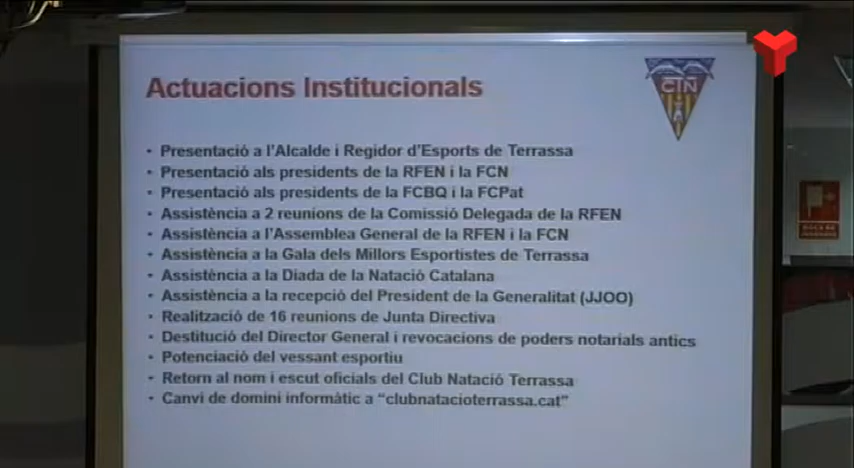 Actuacions Institucionals
CTN
• Presentació a l'Alcalde i Regidor d'Esports de Terrassa
• Presentació als presidents de la RFEN i la FCN
• Presentació als presidents de la FCBQ i la FCPat
• Assistència a 2 reunions de la Comissió Delegada de la RFEN
• Assistència a l'Assemblea General de la RFEN i la FCN
• Assistència a la Gala dels Millors Esportistes de Terrassa
• Assistència a la Diada de la Natació Catalana
• Assistència a la recepció del President de la Generalitat (JJOO)
• Realització de 16 reunions de Junta Directiva
• Destitució del Director General i revocacions de poders notarials antics
• Potenciació del vessant esportiu
• Retorn al nom i escut oficials del Club Natació Terrassa
• Canvi de domini informàtic a "clubnatacioterrassa.cat"